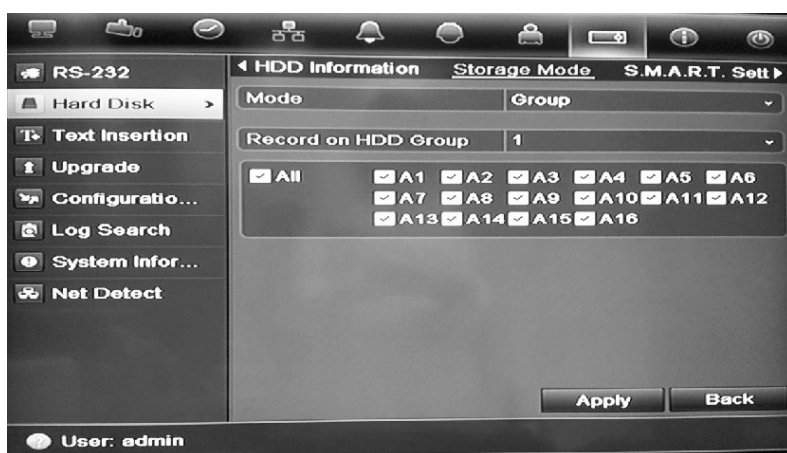 RS-232
Hard Disk
Text Insertion
Upgrade
Configuratio...
Log Search
System Infor...
Net Detect
HDD Information Storage Mode S.M.A.R.T. Sett
Mode Group
Record on HDD Group 1
All A1 A2 A3 A4 A5 A6
A7 A8 A9 A10 A11 A12
A13 A14 A15 A16
Apply Back
User: admin